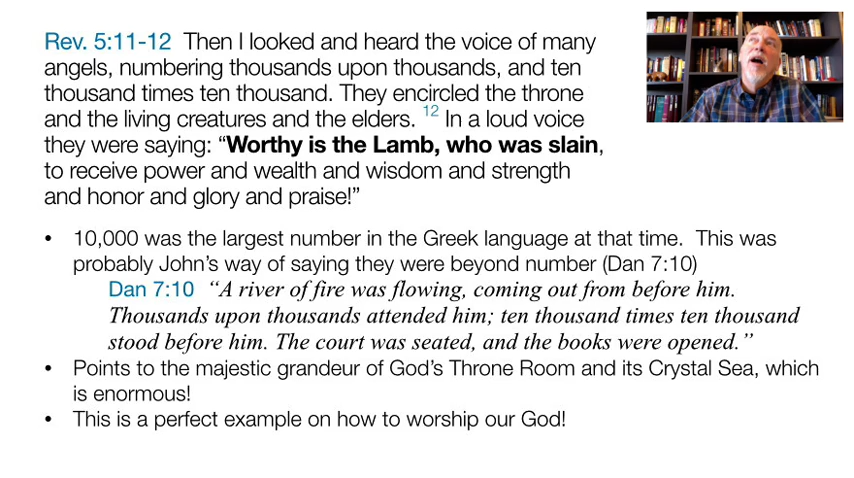 Rev. 5:11-12  Then I looked and heard the voice of many
angels, numbering thousands upon thousands, and ten
thousand times ten thousand. They encircled the throne
and the living creatures and the elders. 12 In a loud voice
they were saying: “Worthy is the Lamb, who was slain,
to receive power and wealth and wisdom and strength
and honor and glory and praise!”
• 10,000 was the largest number in the Greek language at that time.  This was
probably John’s way of saying they were beyond number (Dan 7:10)
Dan 7:10  “A river of fire was flowing, coming out from before him.
Thousands upon thousands attended him; ten thousand times ten thousand
stood before him. The court was seated, and the books were opened.”
• Points to the majestic grandeur of God’s Throne Room and its Crystal Sea, which
is enormous!
• This is a perfect example on how to worship our God!